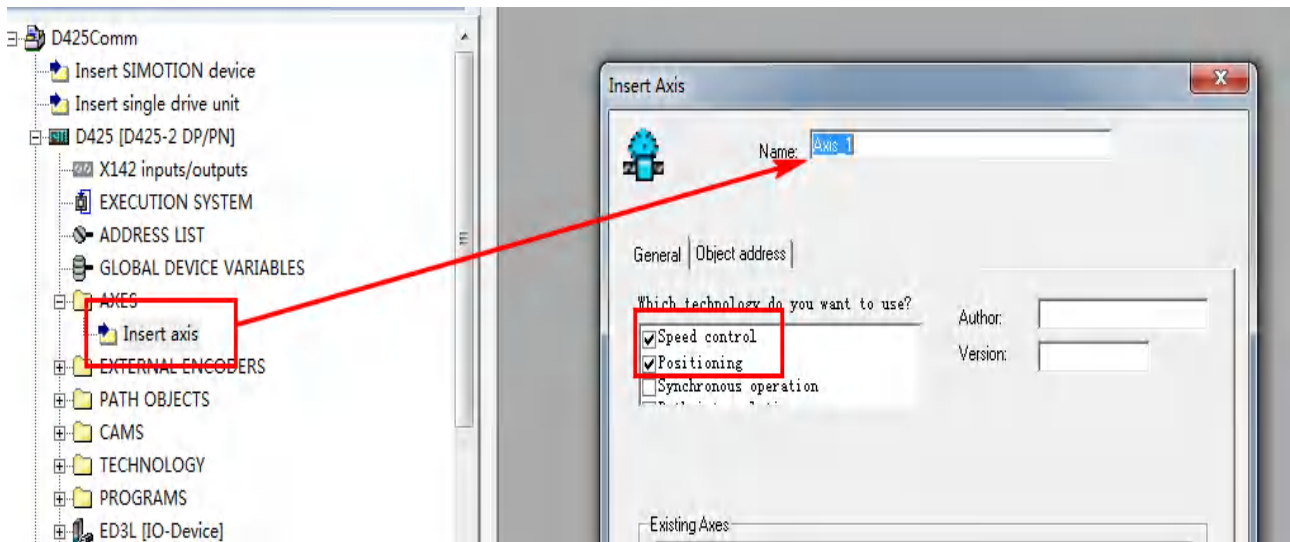 D425Comm
Insert SIMOTION device
Insert single drive unit
D425 [D425-2 DP/PN]
X142 inputs/outputs
EXECUTION SYSTEM
ADDRESS LIST
GLOBAL DEVICE VARIABLES
AXES
Insert axis
EXTERNAL ENCODERS
PATH OBJECTS
CAMS
TECHNOLOGY
PROGRAMS
ED3L [IO-Device]
Insert Axis
Name: Axis_1
General Object address
Which technology do you want to use?
Speed control
Positioning
Synchronous operation
Author:
Version:
Existing Axes